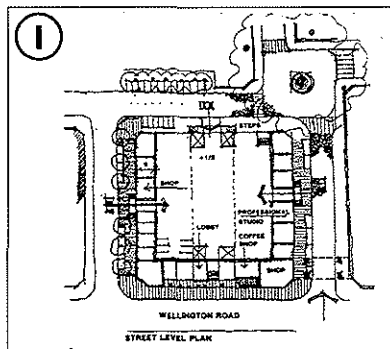 1
STEPS
+1/2
SHOP
PROFESSIONAL
STUDIO
LOBBY
COFFEE
SHOP
SHOP
WELLINGTON ROAD
STREET LEVEL PLAN